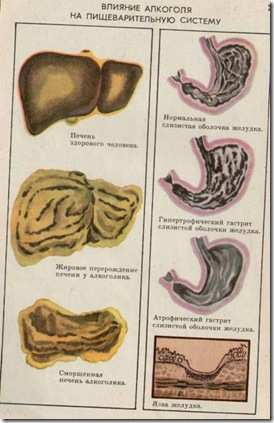 ВЛИЯНИЕ АЛКОГОЛЯ
НА ПИЩЕВАРИТЕЛЬНУЮ СИСТЕМУ
Печень
здорового человека.
Жировое перерождение
печени у алкоголика.
Сморщенная
печень алкоголика.
Нормальная
слизистая оболочка желудка.
Гипертрофический гастрит
слизистой оболочки желудка.
Атрофический гастрит
слизистой оболочки желудка.
Язва желудка.